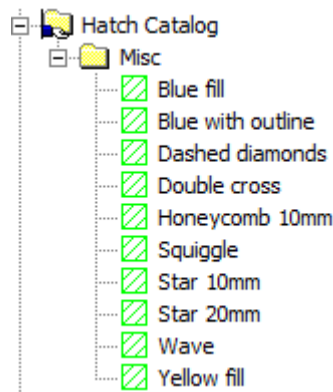 Hatch Catalog
Misc
Blue fill
Blue with outline
Dashed diamonds
Double cross
Honeycomb 10mm
Squiggle
Star 10mm
Star 20mm
Wave
Yellow fill